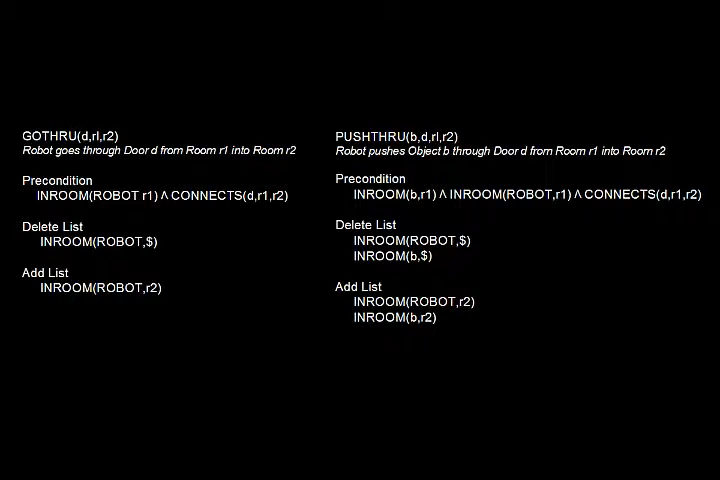 GOTHRU(d,rl,r2)
Robot goes through Door d from Room r1 into Room r2
Precondition
INROOM(ROBOT r1) Λ CONNECTS(d,r1,r2)
Delete List
INROOM(ROBOT,$)
Add List
INROOM(ROBOT,r2)
PUSHTHRU(b,d,rl,r2)
Robot pushes Object b through Door d from Room r1 into Room r2
Precondition
INROOM(b,r1) Λ INROOM(ROBOT,r1) Λ CONNECTS(d,r1,r2)
Delete List
INROOM(ROBOT,$)
INROOM(b,$)
Add List
INROOM(ROBOT,r2)
INROOM(b,r2)